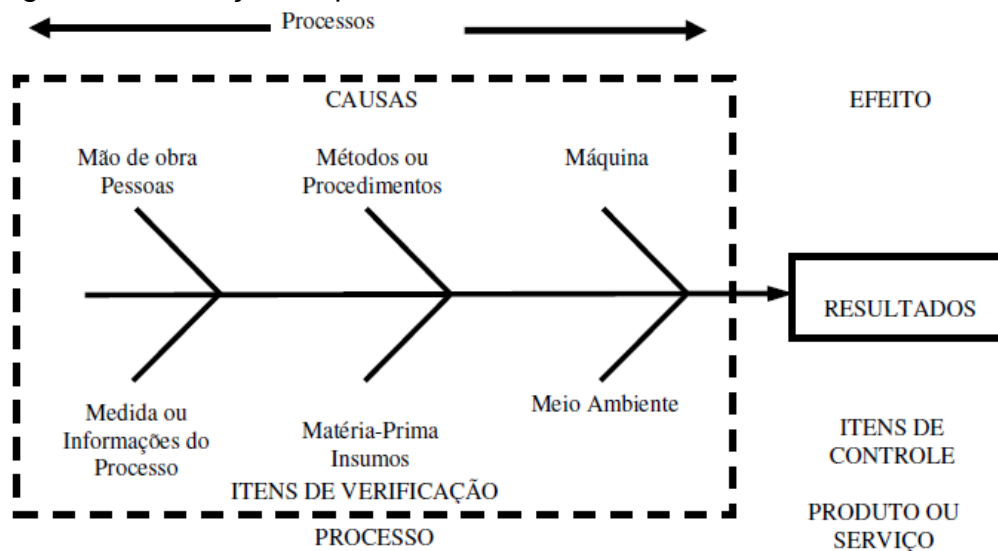 Processos
CAUSAS
EFEITO
Mão de obra
Pessoas
Métodos ou
Procedimentos
Máquina
RESULTADOS
Medida ou
Informações do
Processo
Matéria-Prima
Insumos
Meio Ambiente
ITENS DE VERIFICAÇÃO
PROCESSO
ITENS DE
CONTROLE
PRODUTO OU
SERVIÇO